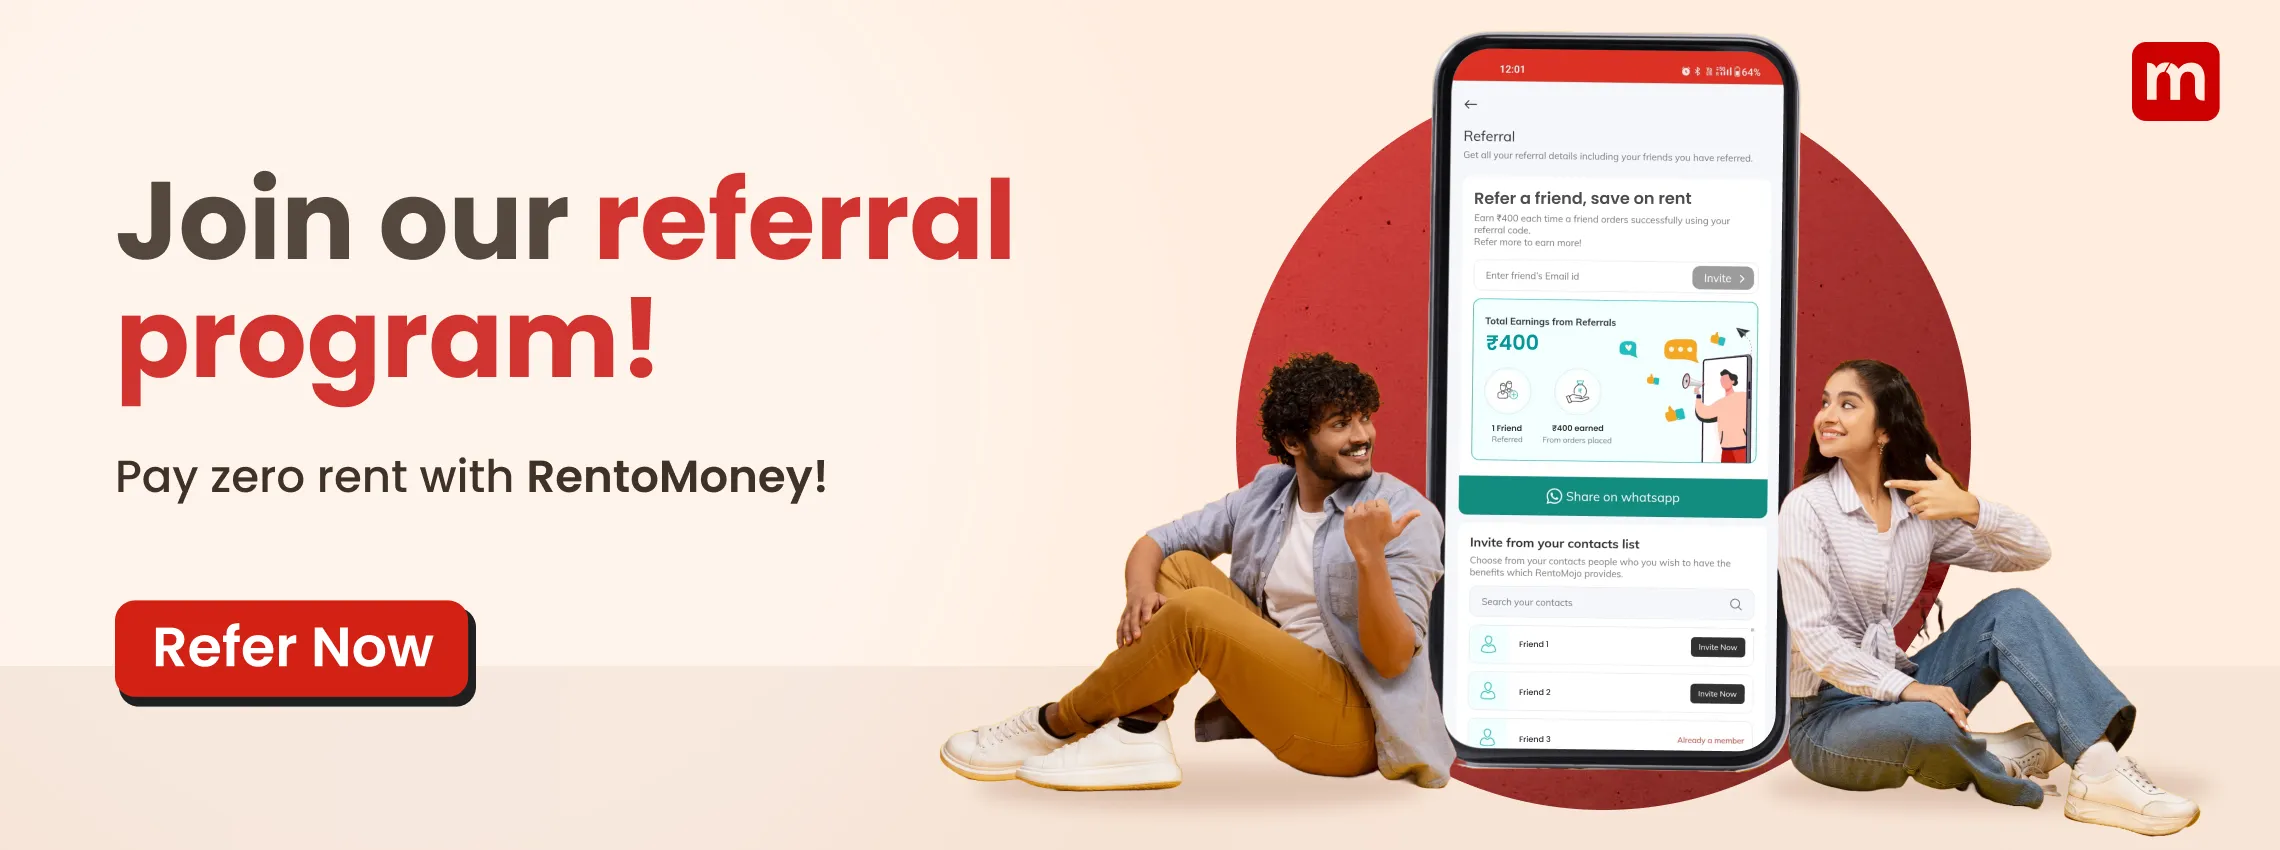 Join our referral
program!
Pay zero rent with RentoMoney!
Refer Now
12:01
64%
Referral
Get all your referral details including your friends you have referred.
Refer a friend, save on rent
Earn ₹400 each time a friend orders successfully using your
referral code.
Refer more to earn more!
Enter friend's Email id
Invite
Total Earnings from Referrals
₹400
1 Friend
Referred
₹400 earned
From orders placed
Share on whatsapp
Invite from your contacts list
Choose from your contacts people who you wish to have the
benefits which RentoMojo provides.
Search your contacts
Friend 1
Invite Now
Friend 2
Invite Now
Friend 3
Already a member
m